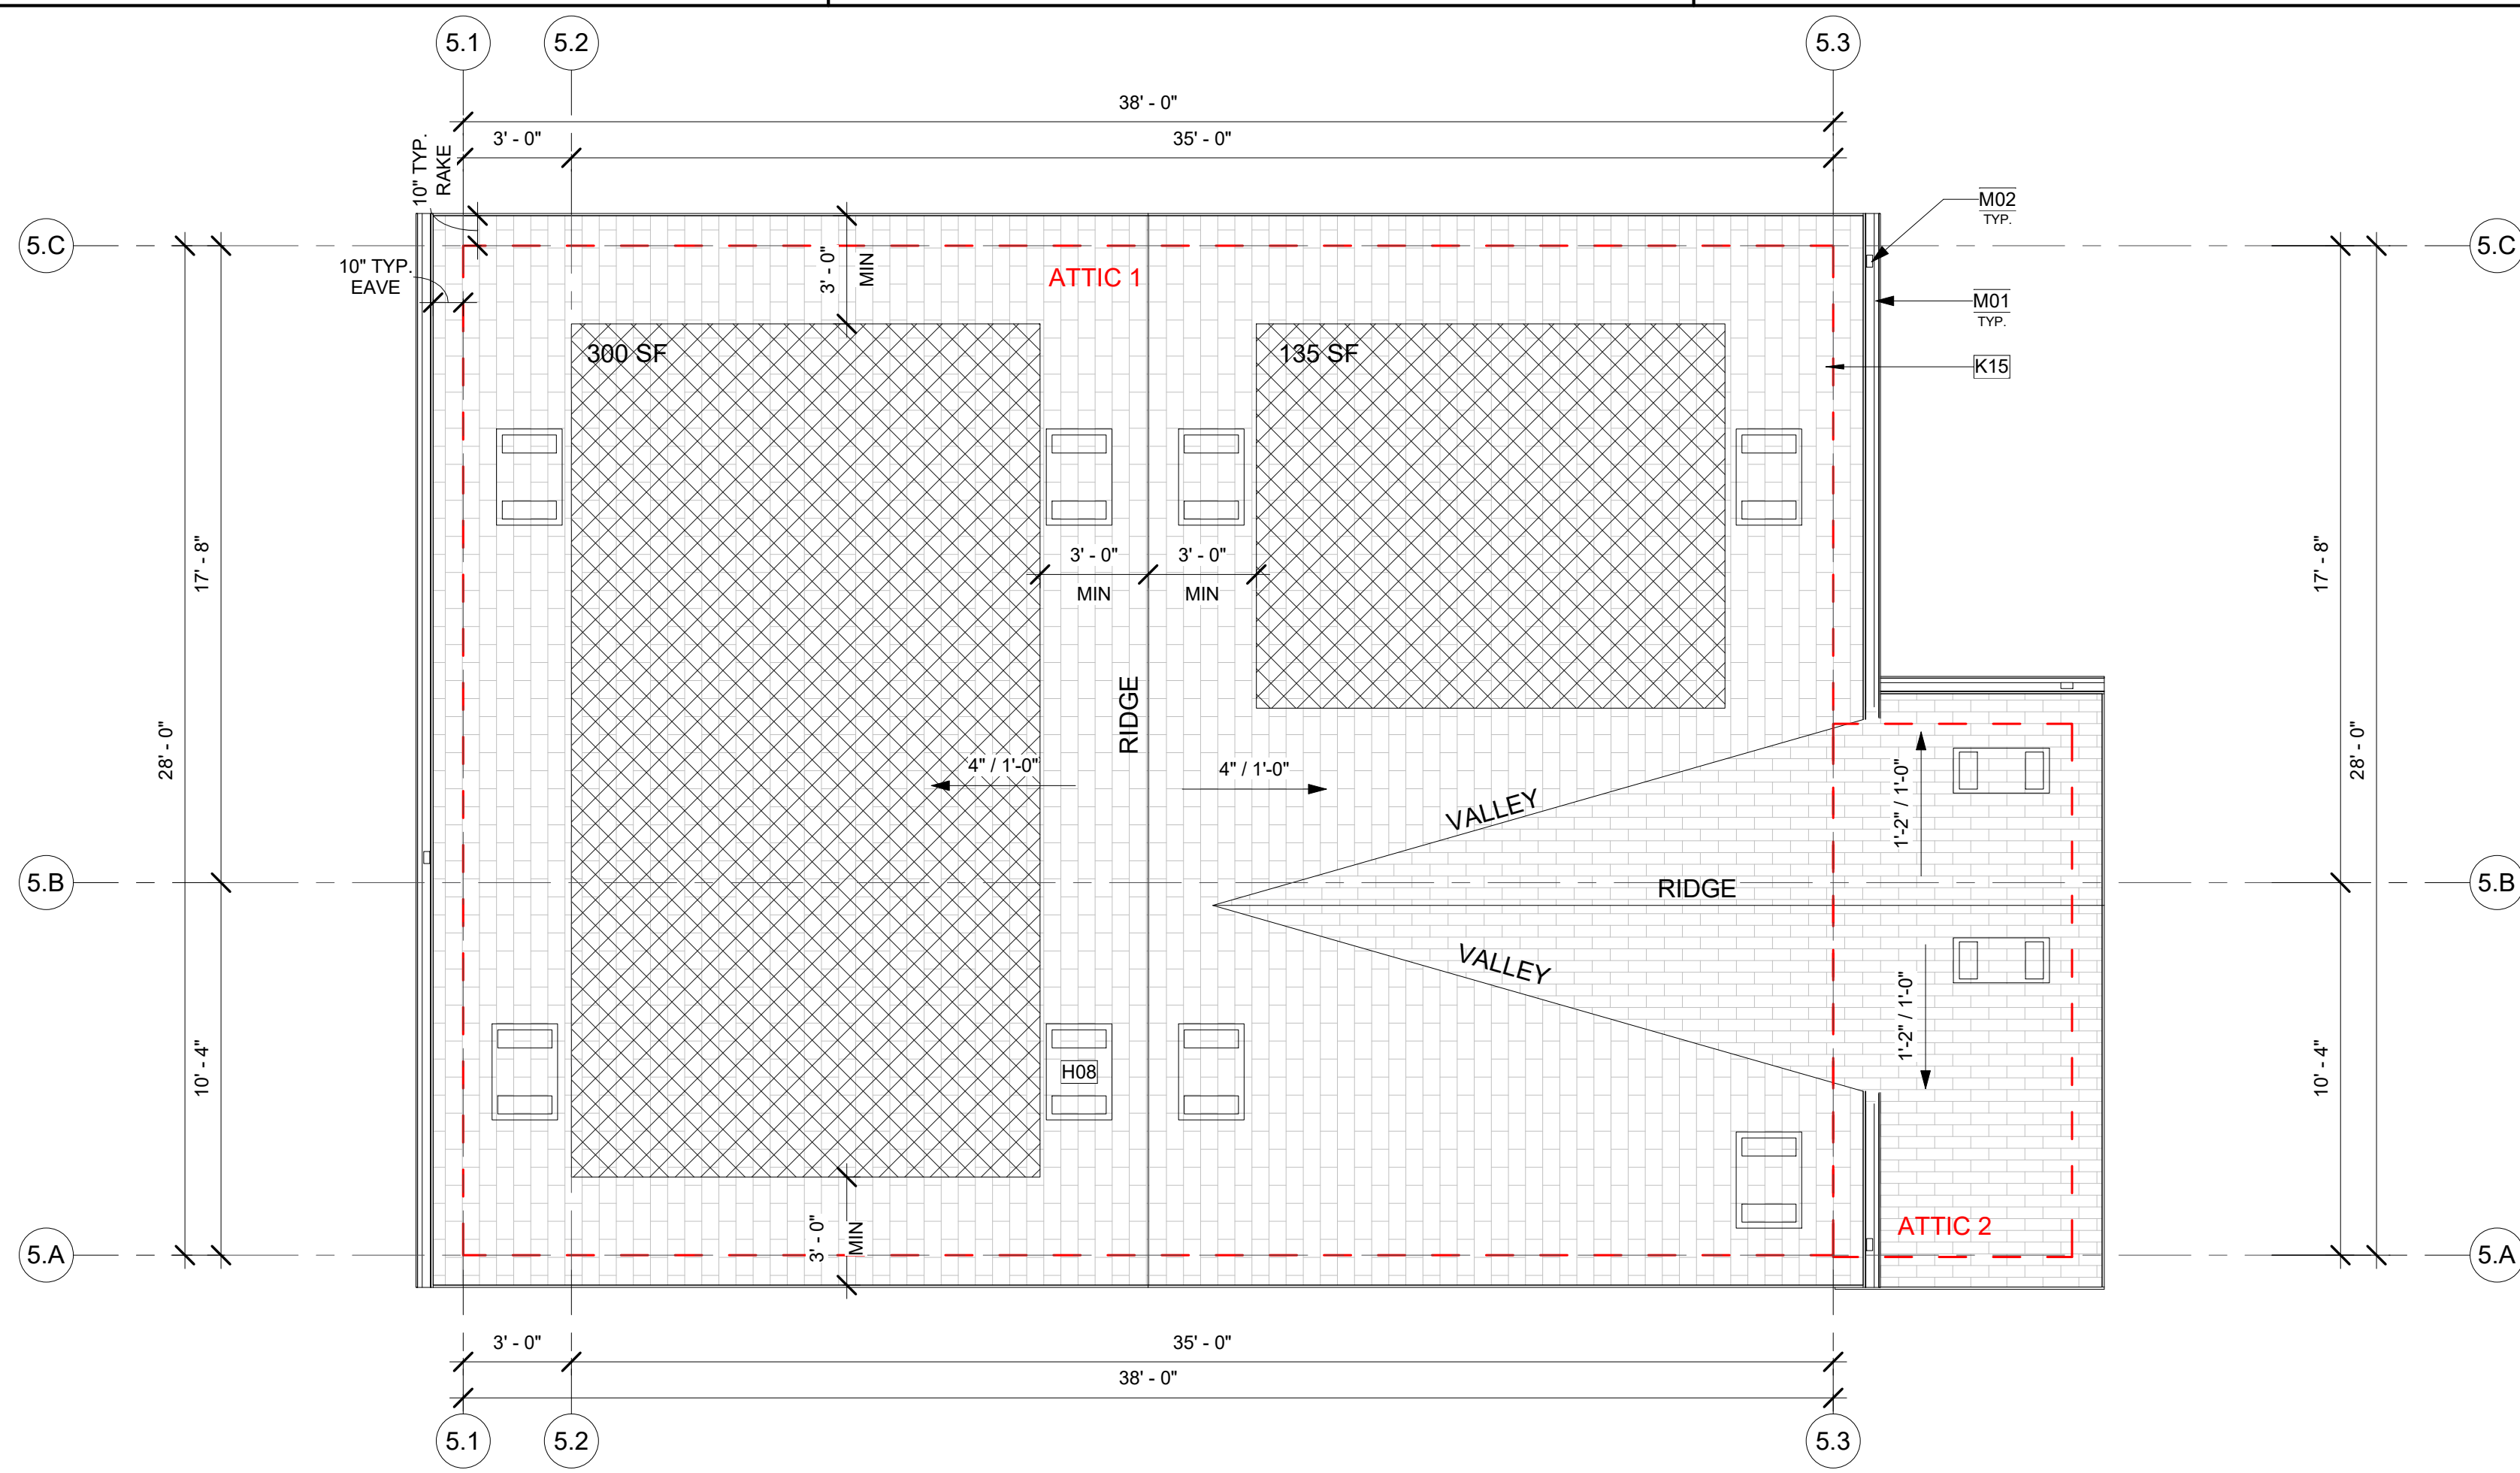 5.1
5.2
5.3
38' - 0"
3' - 0"
35' - 0"
10" TYP.
RAKE
M02
TYP.
5.C
5.C
10" TYP.
EAVE
3' - 0"
MIN
ATTIC 1
M01
TYP.
300 SF
135 SF
K15
17' - 8"
17' - 8"
3' - 0"
3' - 0"
MIN
MIN
RIDGE
28' - 0"
28' - 0"
4" / 1'-0"
4" / 1'-0"
VALLEY
1'-2" / 1'-0"
5.B
RIDGE
5.B
VALLEY
1'-2" / 1'-0"
10' - 4"
H08
10' - 4"
3' - 0"
MIN
ATTIC 2
5.A
5.A
3' - 0"
35' - 0"
38' - 0"
5.1
5.2
5.3